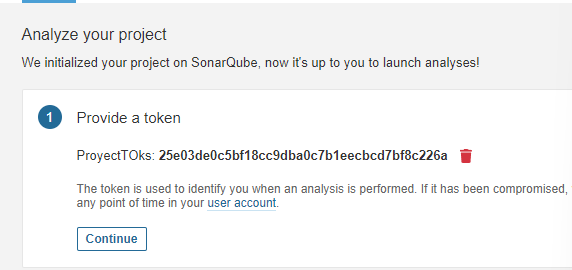 Analyze your project
We initialized your project on SonarQube, now it's up to you to launch analyses!
1 Provide a token
ProyectTOks: 25e03de0c5bf18cc9dba0c7b1eecbcd7bf8c226a
The token is used to identify you when an analysis is performed. If it has been compromised,
any point of time in your user account.
Continue